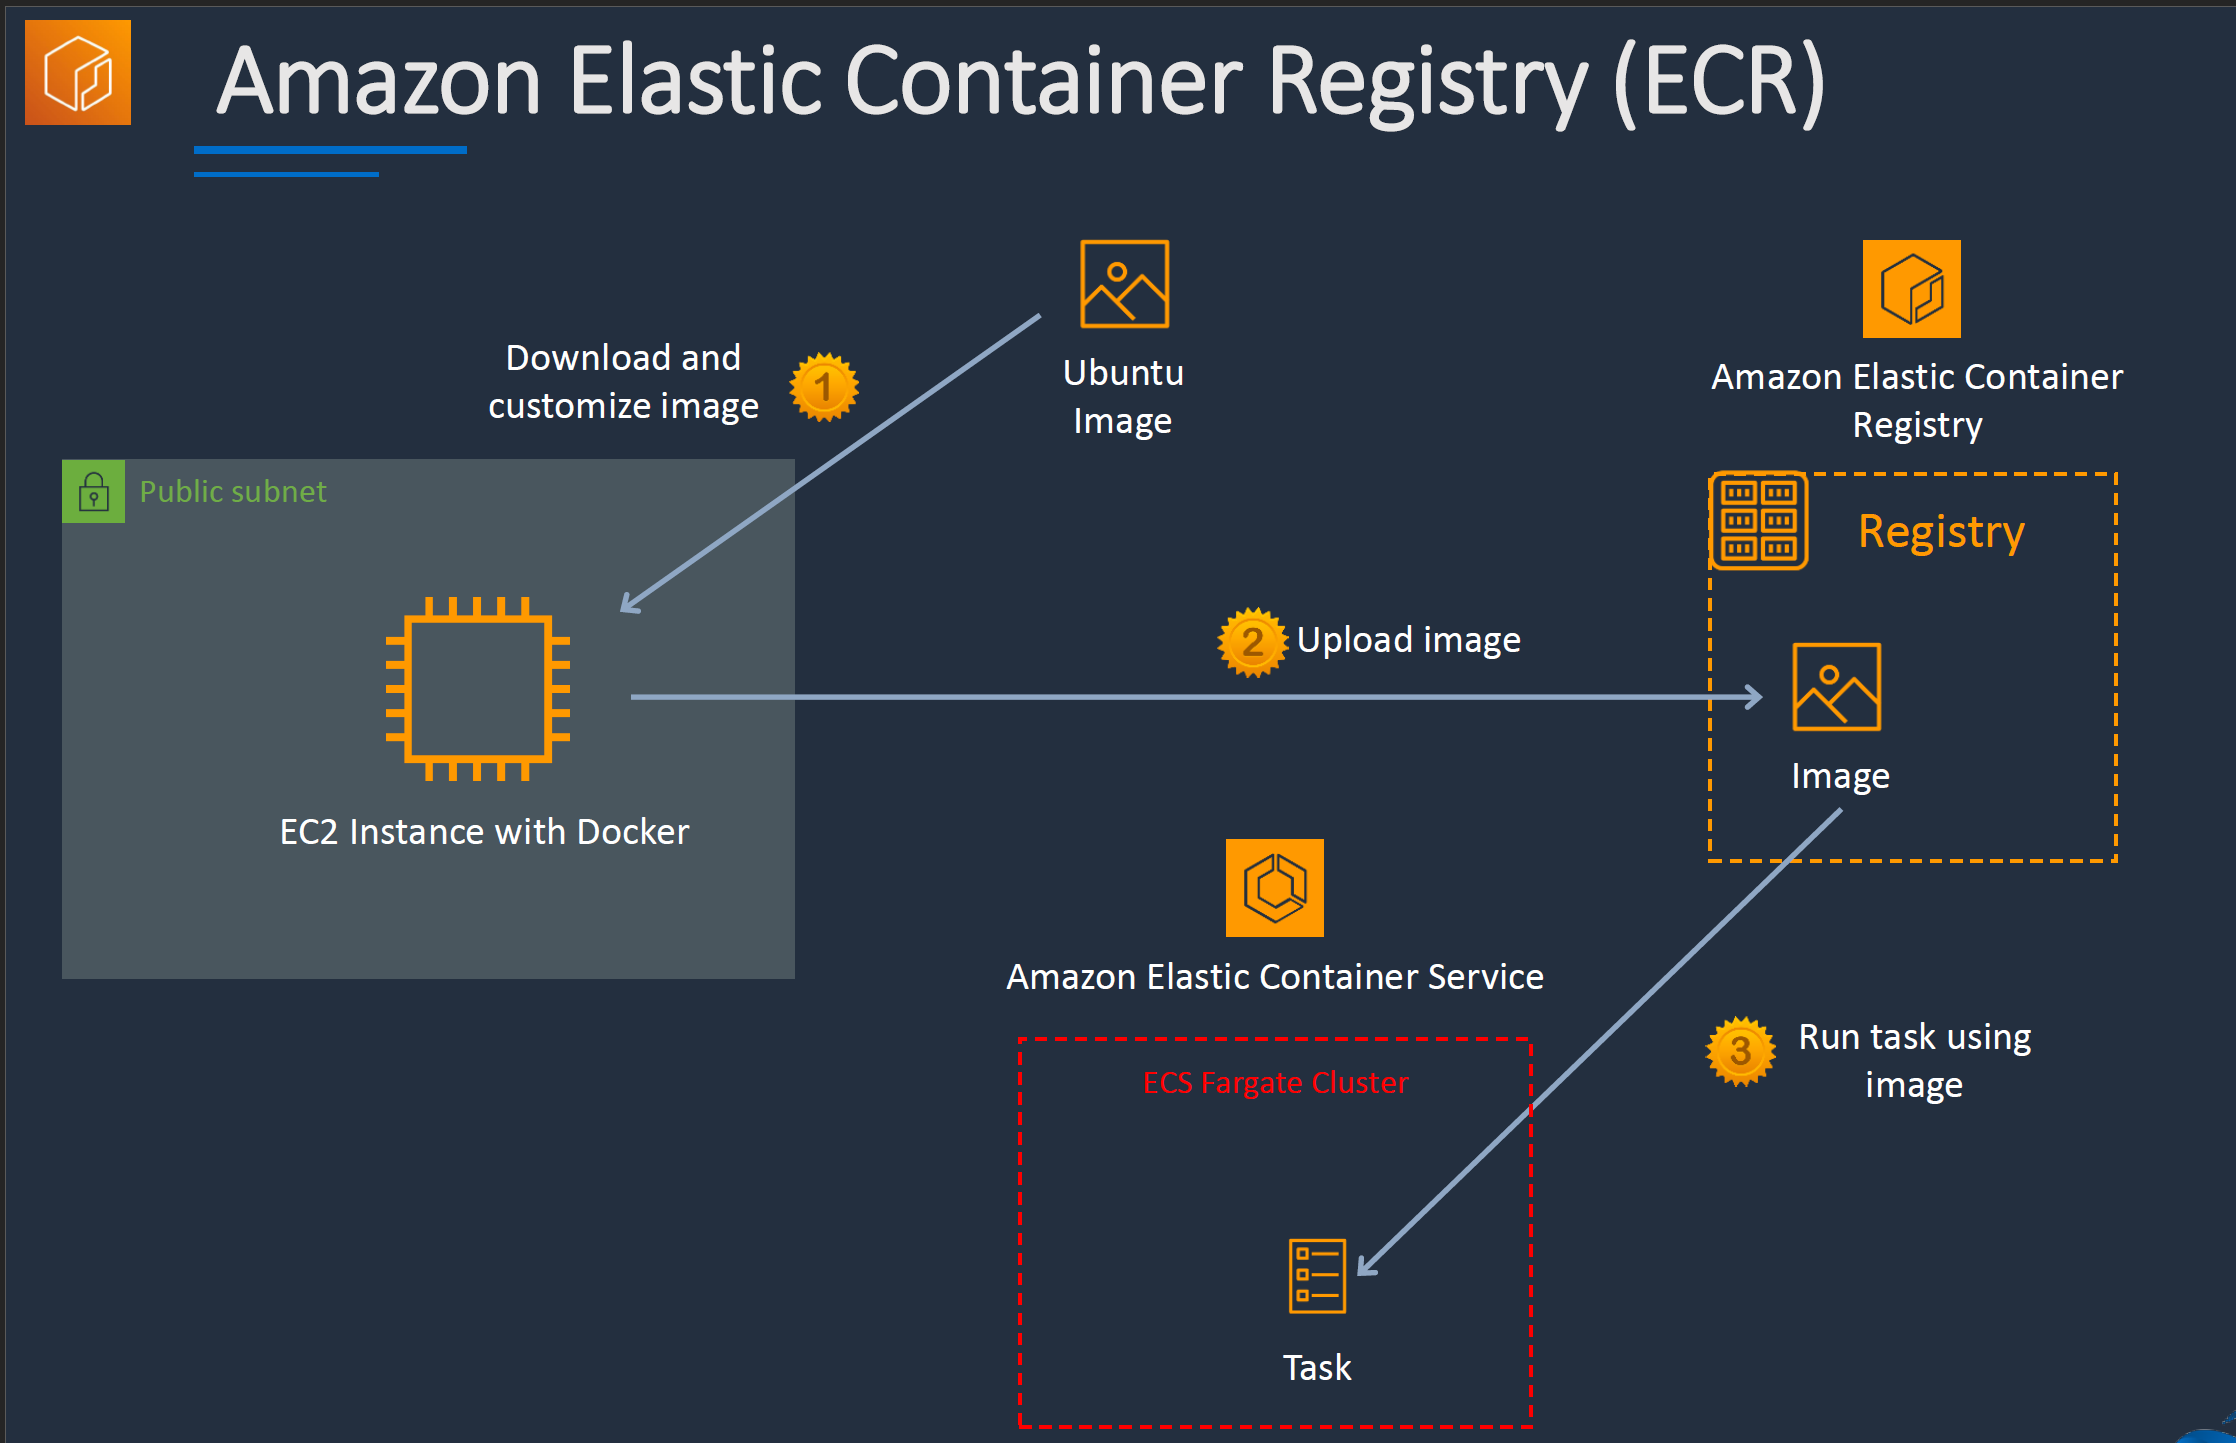 Amazon Elastic Container Registry (ECR)
Download and
customize image
1
Ubuntu
Image
Amazon Elastic Container
Registry
Public subnet
Registry
2
Upload image
Image
EC2 Instance with Docker
Amazon Elastic Container Service
3
Run task using
image
ECS Fargate Cluster
Task